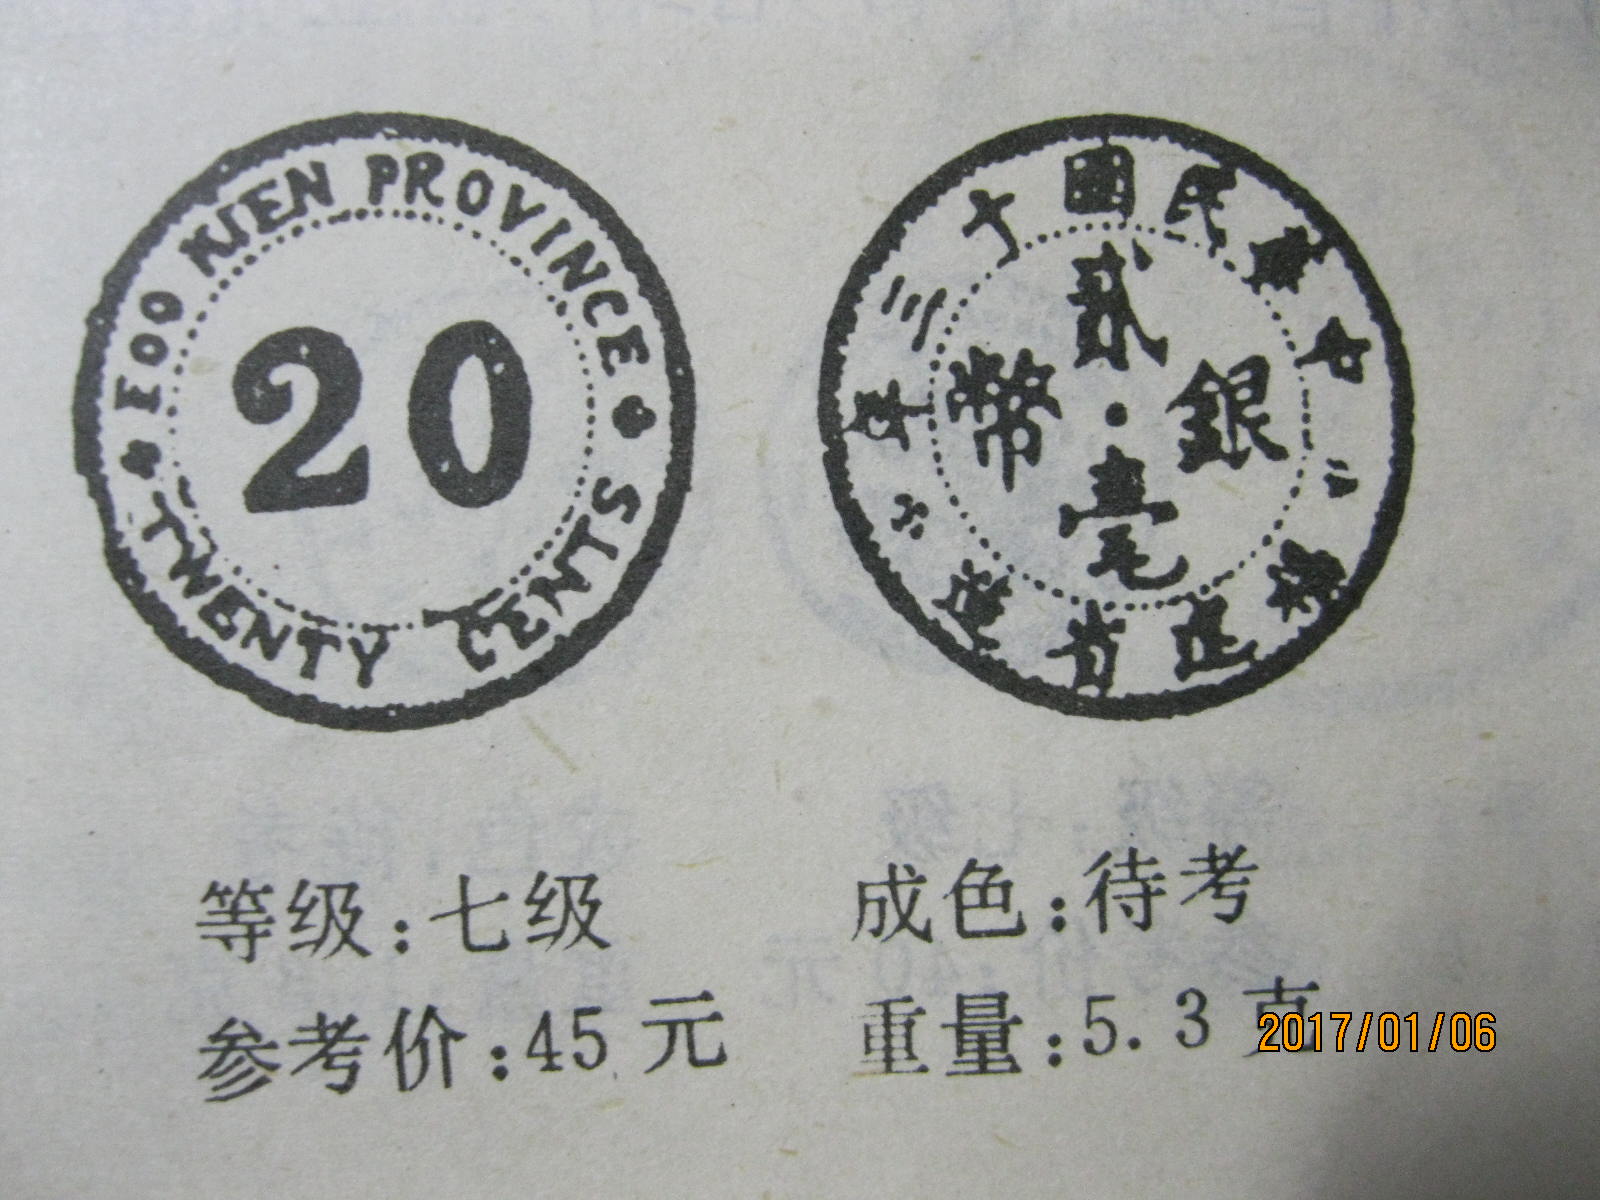 FOO KIEN PROVINCE
20
TWENTY CENTS
中華民國十三年
貳毫銀幣
福建省造
等级:七级 成色:待考
参考价:45元 重量:5.3克
2017/01/06